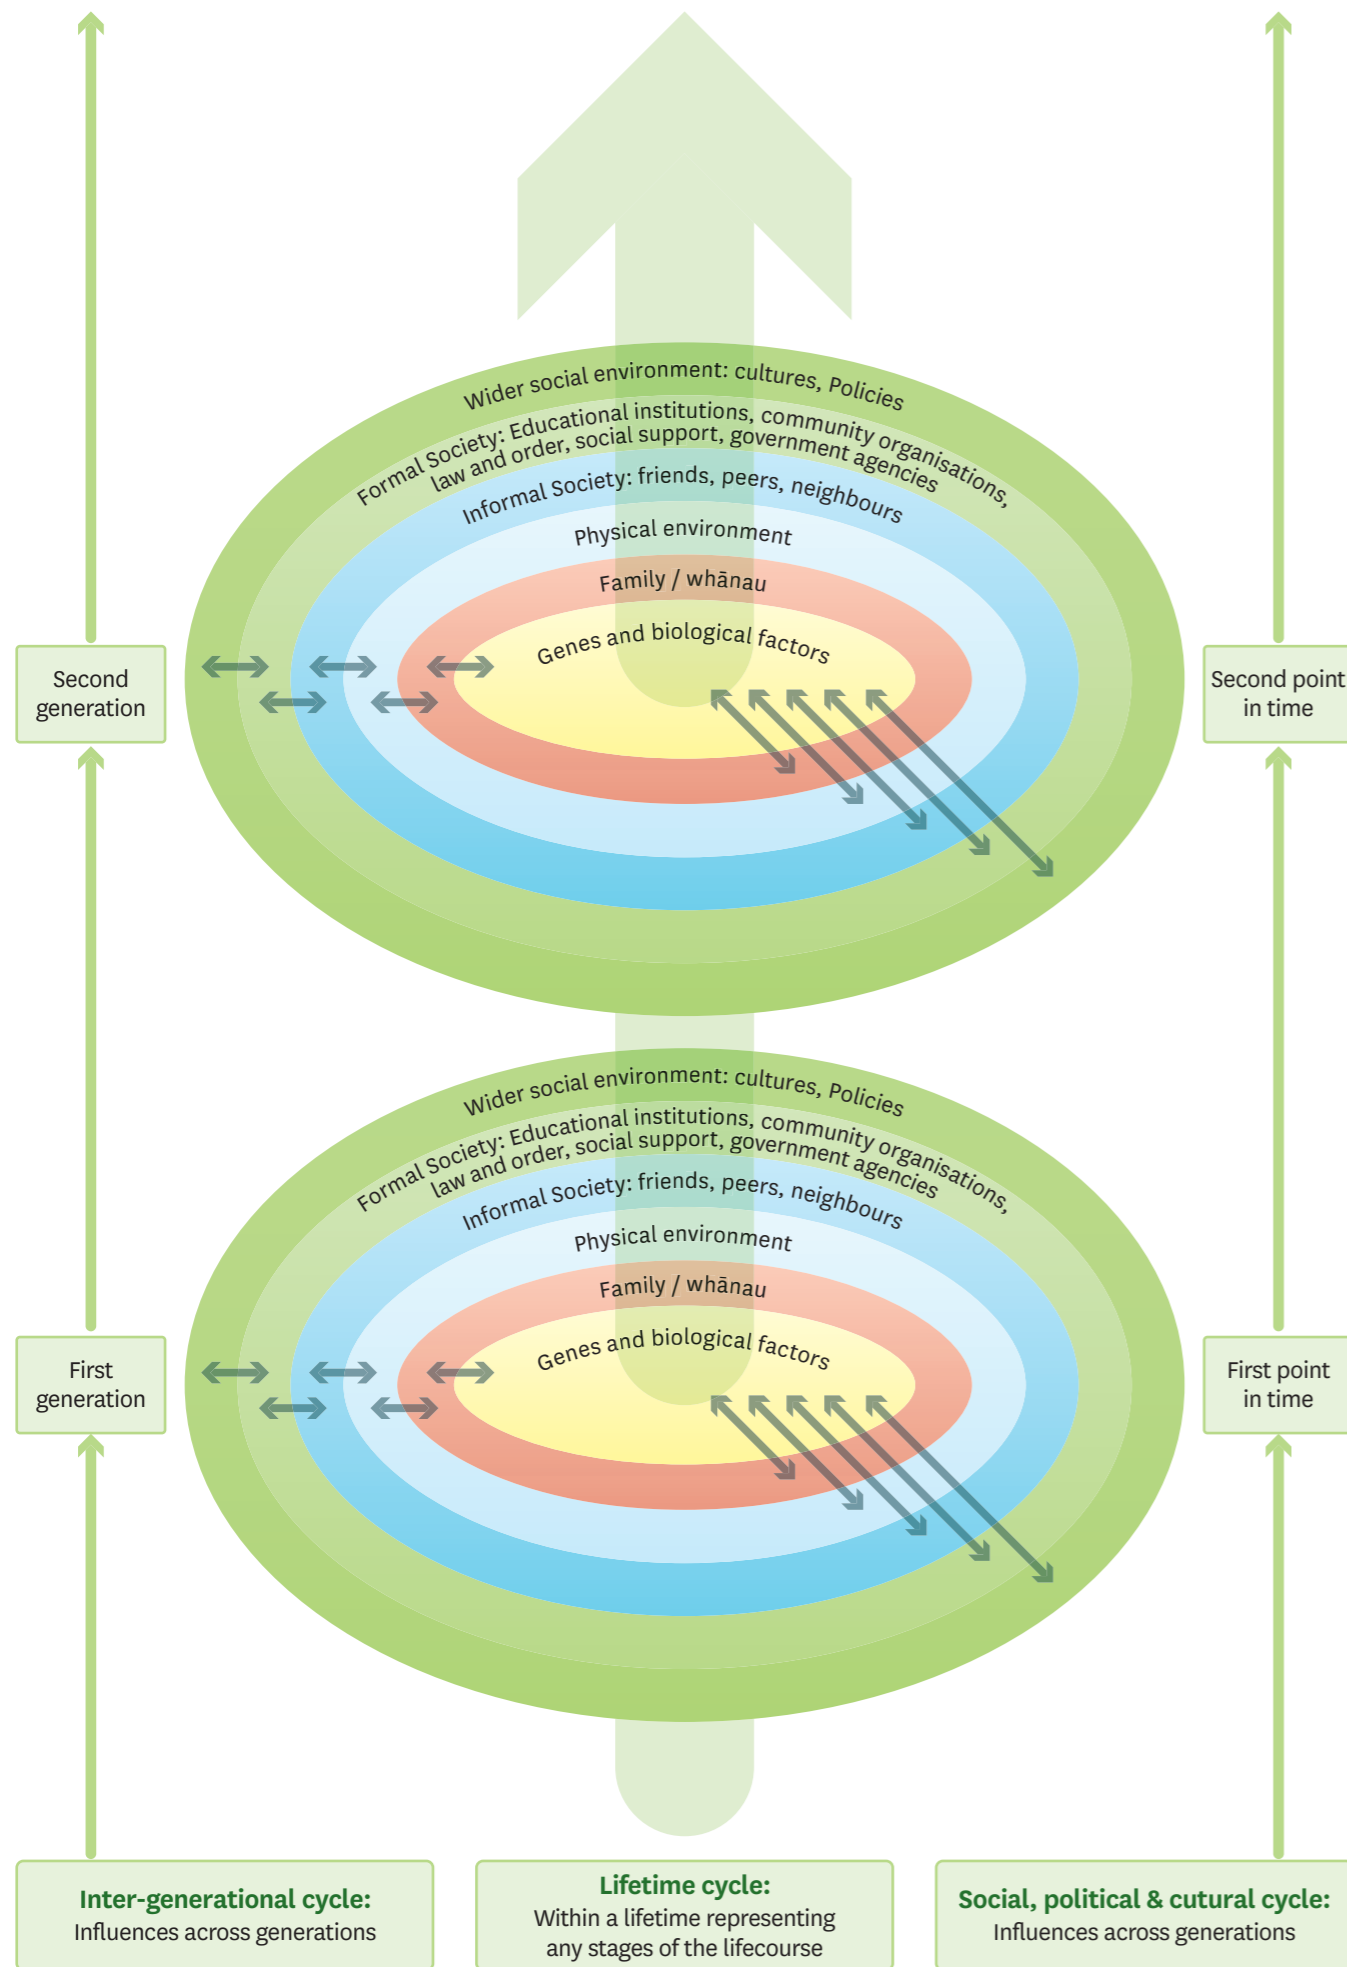 Wider social environment: cultures, Policies
Formal Society: Educational institutions, community organisations,
law and order, social support, government agencies
Informal Society: friends, peers, neighbours
Physical environment
Family / whānau
Genes and biological factors
Second
generation
Second point
in time
Wider social environment: cultures, Policies
Formal Society: Educational institutions, community organisations,
law and order, social support, government agencies
Informal Society: friends, peers, neighbours
Physical environment
Family / whānau
Genes and biological factors
First
generation
First point
in time
Inter-generational cycle:
Influences across generations
Lifetime cycle:
Within a lifetime representing
any stages of the lifecourse
Social, political & cutural cycle:
Influences across generations